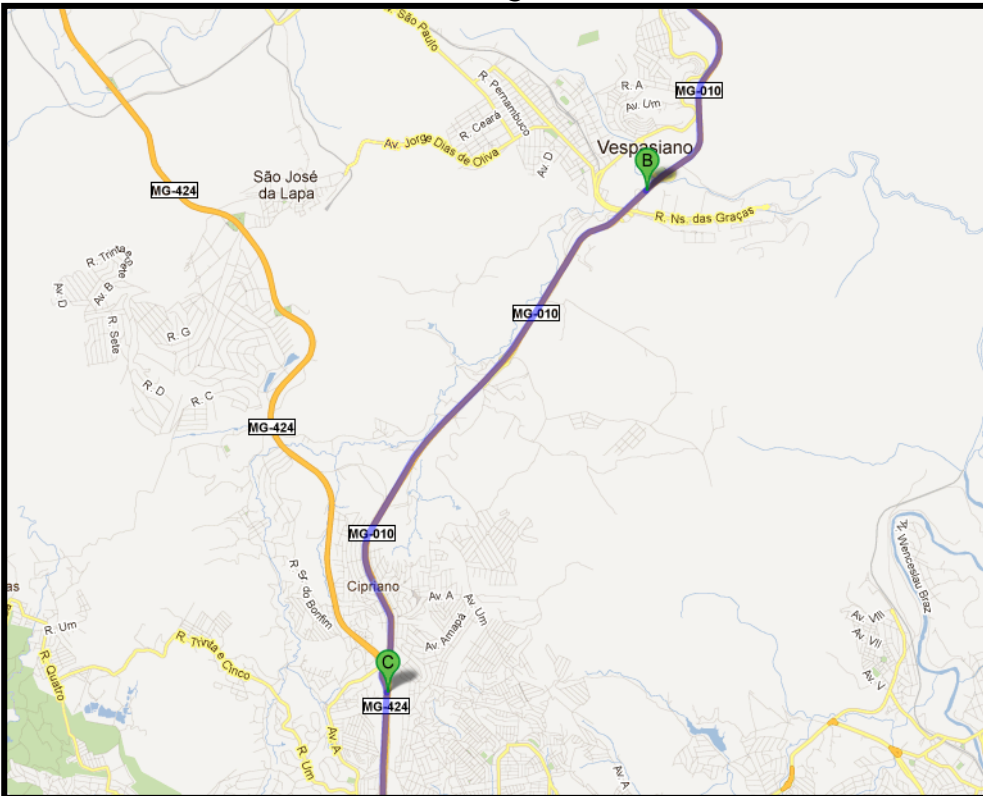 Av. São Paulo
MG-010
R. A
R. Pernambuco
Av. Um
R. Ceará
Vespasiano
Av. Jorge Dias de Oliva
B
Av. D
São José
da Lapa
MG-424
R. Ns. das Graças
R. Trinta e
Sete
Av. D
Av. B
MG-010
R. Sete
R. G
R. D
R. C
MG-424
MG-010
R. Wenceslau Braz
R. Sr. do Bonfim
Cipriano
as
Av. A
Av. Um
Av. VIII
R. Um
R. Trinta e Cinco
Av. Amapá
Av. VII
R. Quatro
C
Av. V
MG-424
Av. A
R. Um
Av. A